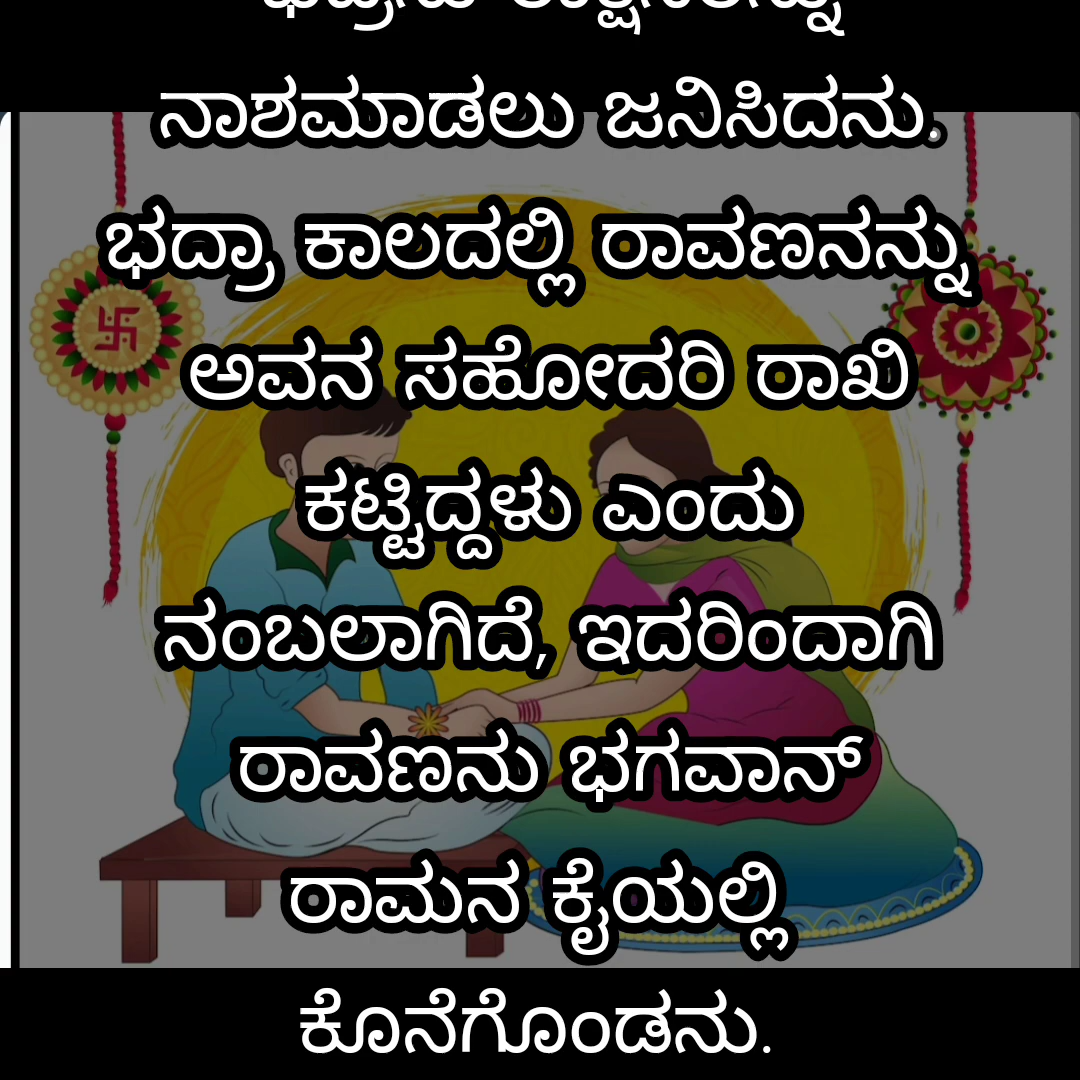 ನಾಶಮಾಡಲು ಜನಿಸಿದನು.
ಭದ್ರಾ ಕಾಲದಲ್ಲಿ ರಾವಣನನ್ನು
ಅವನ ಸಹೋದರಿ ರಾಖಿ
ಕಟ್ಟಿದ್ದಳು ಎಂದು
ನಂಬಲಾಗಿದೆ, ಇದರಿಂದಾಗಿ
ರಾವಣನು ಭಗವಾನ್
ರಾಮನ ಕೈಯಲ್ಲಿ
ಕೊನೆಗೊಂಡನು.